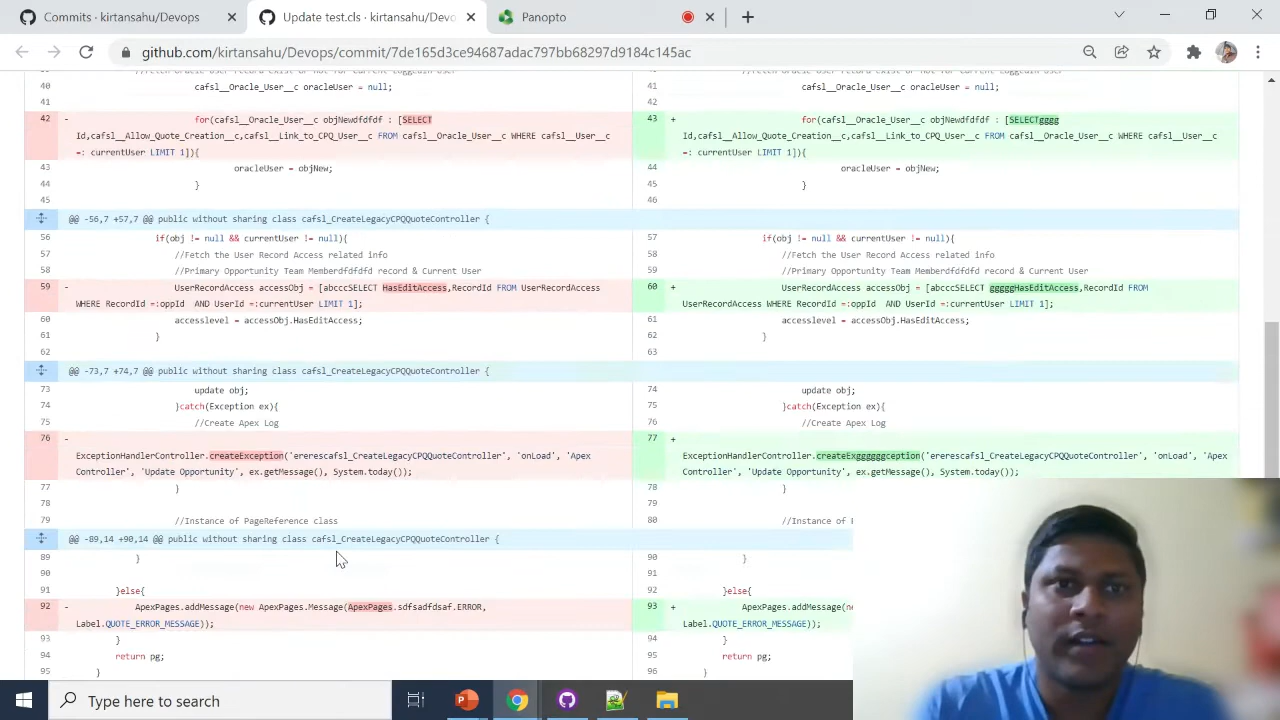 Commits · kirtansahu/Devops
Update test.cls · kirtansahu/Devo
Panopto
github.com/kirtansahu/Devops/commit/7de165d3ce94687adac797bb68297d9184c145ac
40 cafsl__Oracle_User__c oracleUser = null; 41 cafsl__Oracle_User__c oracleUser = null;
41 42
42 - for(cafsl__Oracle_User__c objNewdfdfdf : [SELECT 43 + for(cafsl__Oracle_User__c objNewdfdfdf : [SELECTgggg
Id,cafsl__Allow_Quote_Creation__c,cafsl__Link_to_CPQ_User__c FROM cafsl__Oracle_User__c WHERE cafsl__User__c Id,cafsl__Allow_Quote_Creation__c,cafsl__Link_to_CPQ_User__c FROM cafsl__Oracle_User__c WHERE cafsl__User__c
=: currentUser LIMIT 1]){ =: currentUser LIMIT 1]){
43 oracleUser = objNew; 44 oracleUser = objNew;
44 } 45 }
45 46
@@ -56,7 +57,7 @@ public without sharing class cafsl_CreateLegacyCPQQuoteController {
56 if(obj != null && currentUser != null){ 57 if(obj != null && currentUser != null){
57 //Fetch the User Record Access related info 58 //Fetch the User Record Access related info
58 //Primary Opportunity Team Memberdfdfdfd record & Current User 59 //Primary Opportunity Team Memberdfdfdfd record & Current User
59 - UserRecordAccess accessObj = [abcccSELECT HasEditAccess,RecordId FROM UserRecordAccess 60 + UserRecordAccess accessObj = [abcccSELECT gggggHasEditAccess,RecordId FROM
WHERE RecordId =:oppId AND UserId =:currentUser LIMIT 1]; UserRecordAccess WHERE RecordId =:oppId AND UserId =:currentUser LIMIT 1];
60 accesslevel = accessObj.HasEditAccess; 61 accesslevel = accessObj.HasEditAccess;
61 } 62 }
62 63
@@ -73,7 +74,7 @@ public without sharing class cafsl_CreateLegacyCPQQuoteController {
73 update obj; 74 update obj;
74 }catch(Exception ex){ 75 }catch(Exception ex){
75 //Create Apex Log 76 //Create Apex Log
76 - 77 +
ExceptionHandlerController.createException('ererescafsl_CreateLegacyCPQQuoteController', 'onLoad', 'Apex ExceptionHandlerController.createExggggggception('ererescafsl_CreateLegacyCPQQuoteController', 'onLoad', 'Apex
Controller', 'Update Opportunity', ex.getMessage(), System.today()); Controller', 'Update Opportunity', ex.getMessage(), System.today());
77 } 78 }
78 79
79 //Instance of PageReference class 80 //Instance of
@@ -89,14 +90,14 @@ public without sharing class cafsl_CreateLegacyCPQQuoteController {
89 } 90 }
90 91
91 }else{ 92 }else{
92 - ApexPages.addMessage(new ApexPages.Message(ApexPages.sdfsadfdsaf.ERROR, 93 + ApexPages.addMessage(ne
Label.QUOTE_ERROR_MESSAGE)); Label.QUOTE_ERROR_MESSAGE));
93 } 94 }
94 return pg; 95 return pg;
95 } 96 }
Type here to search